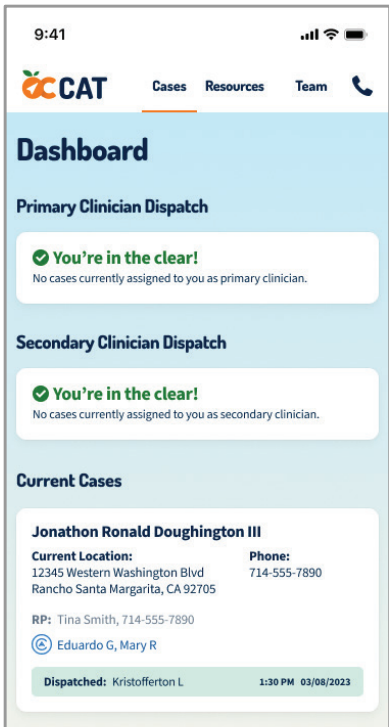 9:41
OC CAT Cases Resources Team
Dashboard
Primary Clinician Dispatch
You're in the clear!
No cases currently assigned to you as primary clinician.
Secondary Clinician Dispatch
You're in the clear!
No cases currently assigned to you as secondary clinician.
Current Cases
Jonathon Ronald Doughington III
Current Location: Phone:
12345 Western Washington Blvd 714-555-7890
Rancho Santa Margarita, CA 92705
RP: Tina Smith, 714-555-7890
Eduardo G, Mary R
Dispatched: Kristofferton L 1:30 PM 03/08/2023